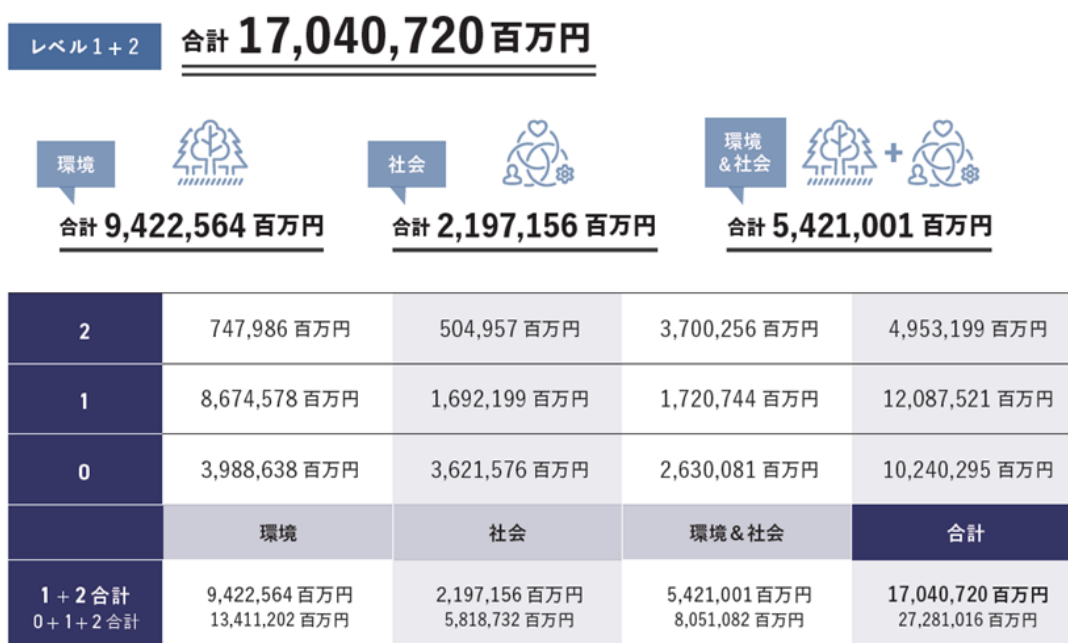 レベル1+2 合計 17,040,720 百万円
環境 社会 環境
&社会
合計 9,422,564 百万円 合計 2,197,156 百万円 合計 5,421,001 百万円
2 747,986 百万円 504,957 百万円 3,700,256 百万円 4,953,199 百万円
1 8,674,578 百万円 1,692,199 百万円 1,720,744 百万円 12,087,521 百万円
0 3,988,638 百万円 3,621,576 百万円 2,630,081 百万円 10,240,295 百万円
環境 社会 環境&社会 合計
1+2合計 9,422,564 百万円 2,197,156 百万円 5,421,001 百万円 17,040,720 百万円
0+1+2合計 13,411,202 百万円 5,818,732 百万円 8,051,082 百万円 27,281,016 百万円